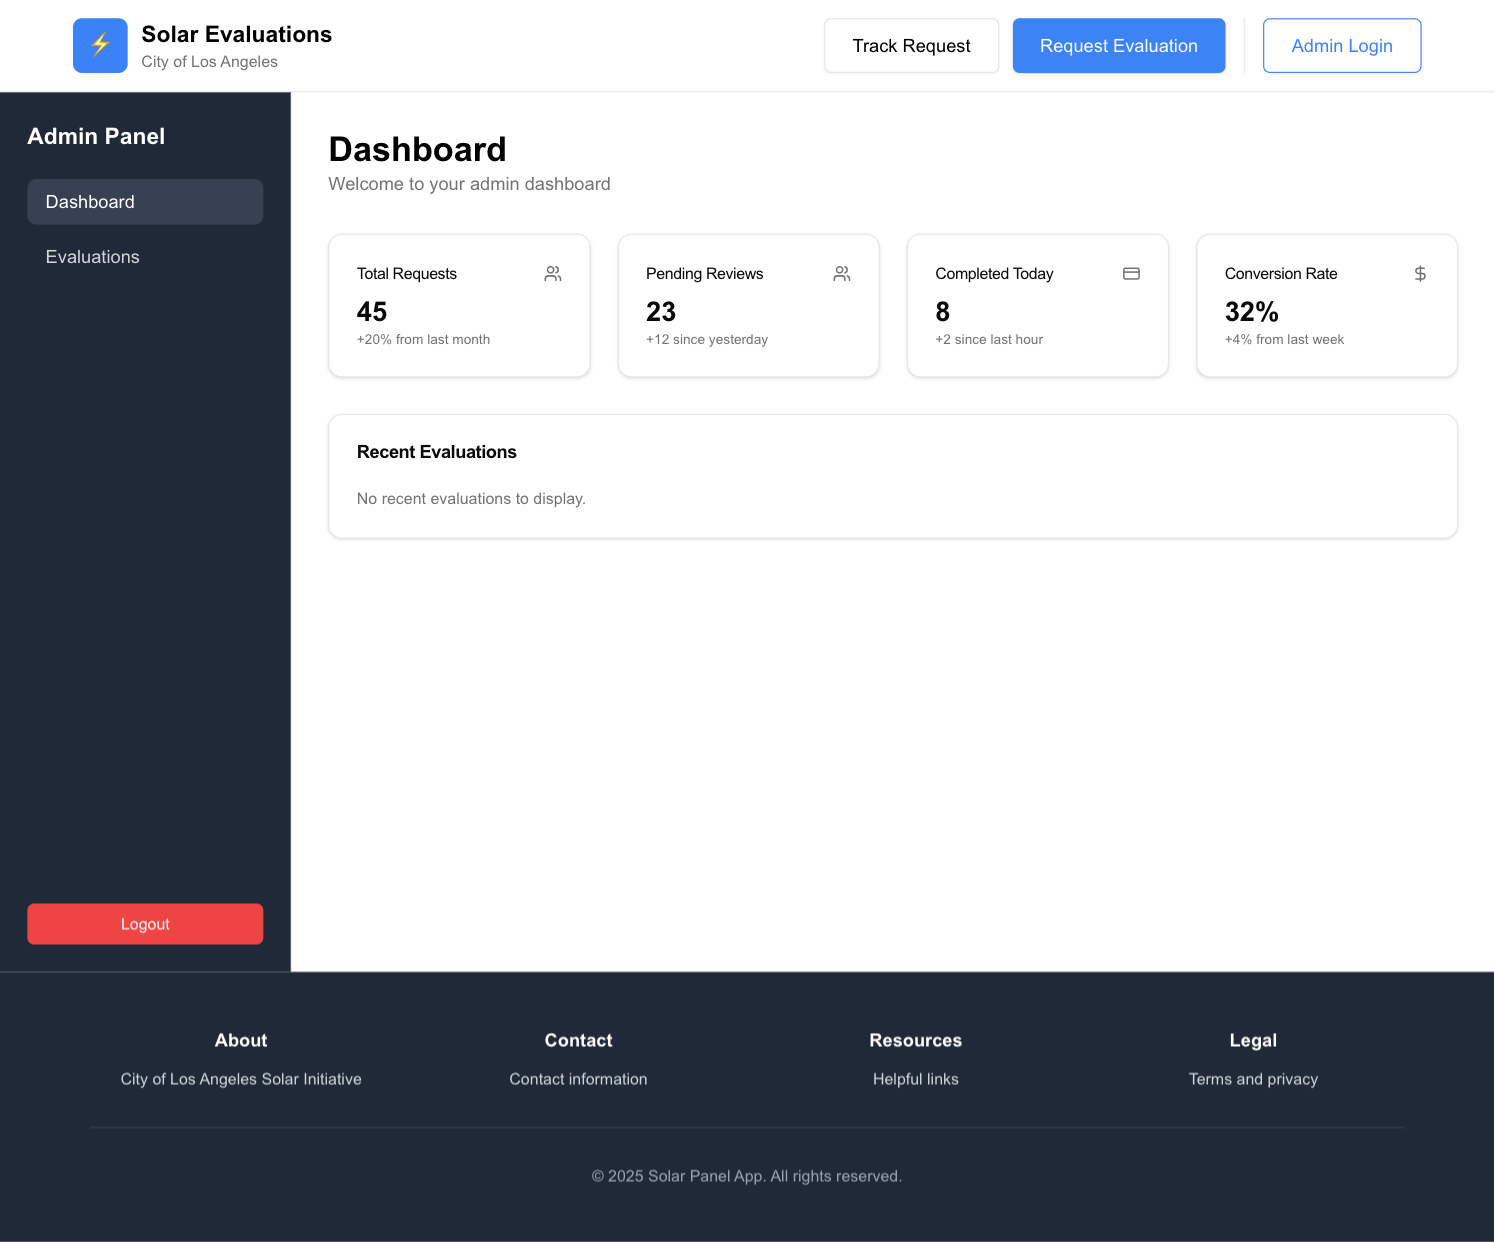 Solar Evaluations
City of Los Angeles
Track Request
Request Evaluation
Admin Login
Admin Panel
Dashboard
Evaluations
Logout
Dashboard
Welcome to your admin dashboard
Total Requests
45
+20% from last month
Pending Reviews
23
+12 since yesterday
Completed Today
8
+2 since last hour
Conversion Rate
32%
+4% from last week
Recent Evaluations
No recent evaluations to display.
About
City of Los Angeles Solar Initiative
Contact
Contact information
Resources
Helpful links
Legal
Terms and privacy
© 2025 Solar Panel App. All rights reserved.